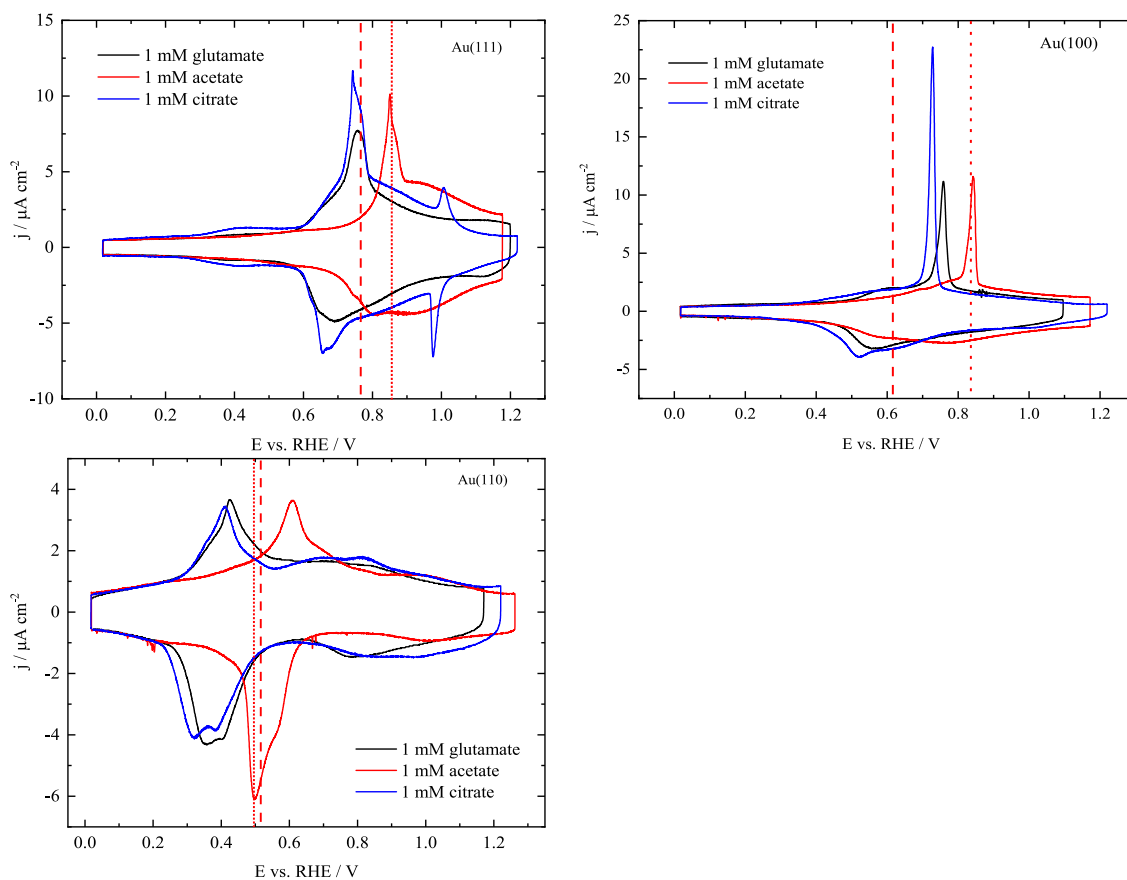 Au(111)
1 mM glutamate
1 mM acetate
1 mM citrate
15
10
5
0
-5
-10
j / μA cm-2
0.0 0.2 0.4 0.6 0.8 1.0 1.2
E vs. RHE / V
Au(100)
1 mM glutamate
1 mM acetate
1 mM citrate
25
20
15
10
5
0
-5
j / μA cm-2
0.0 0.2 0.4 0.6 0.8 1.0 1.2
E vs. RHE / V
Au(110)
4
2
0
-2
-4
-6
j / μA cm-2
1 mM glutamate
1 mM acetate
1 mM citrate
0.0 0.2 0.4 0.6 0.8 1.0 1.2
E vs. RHE / V